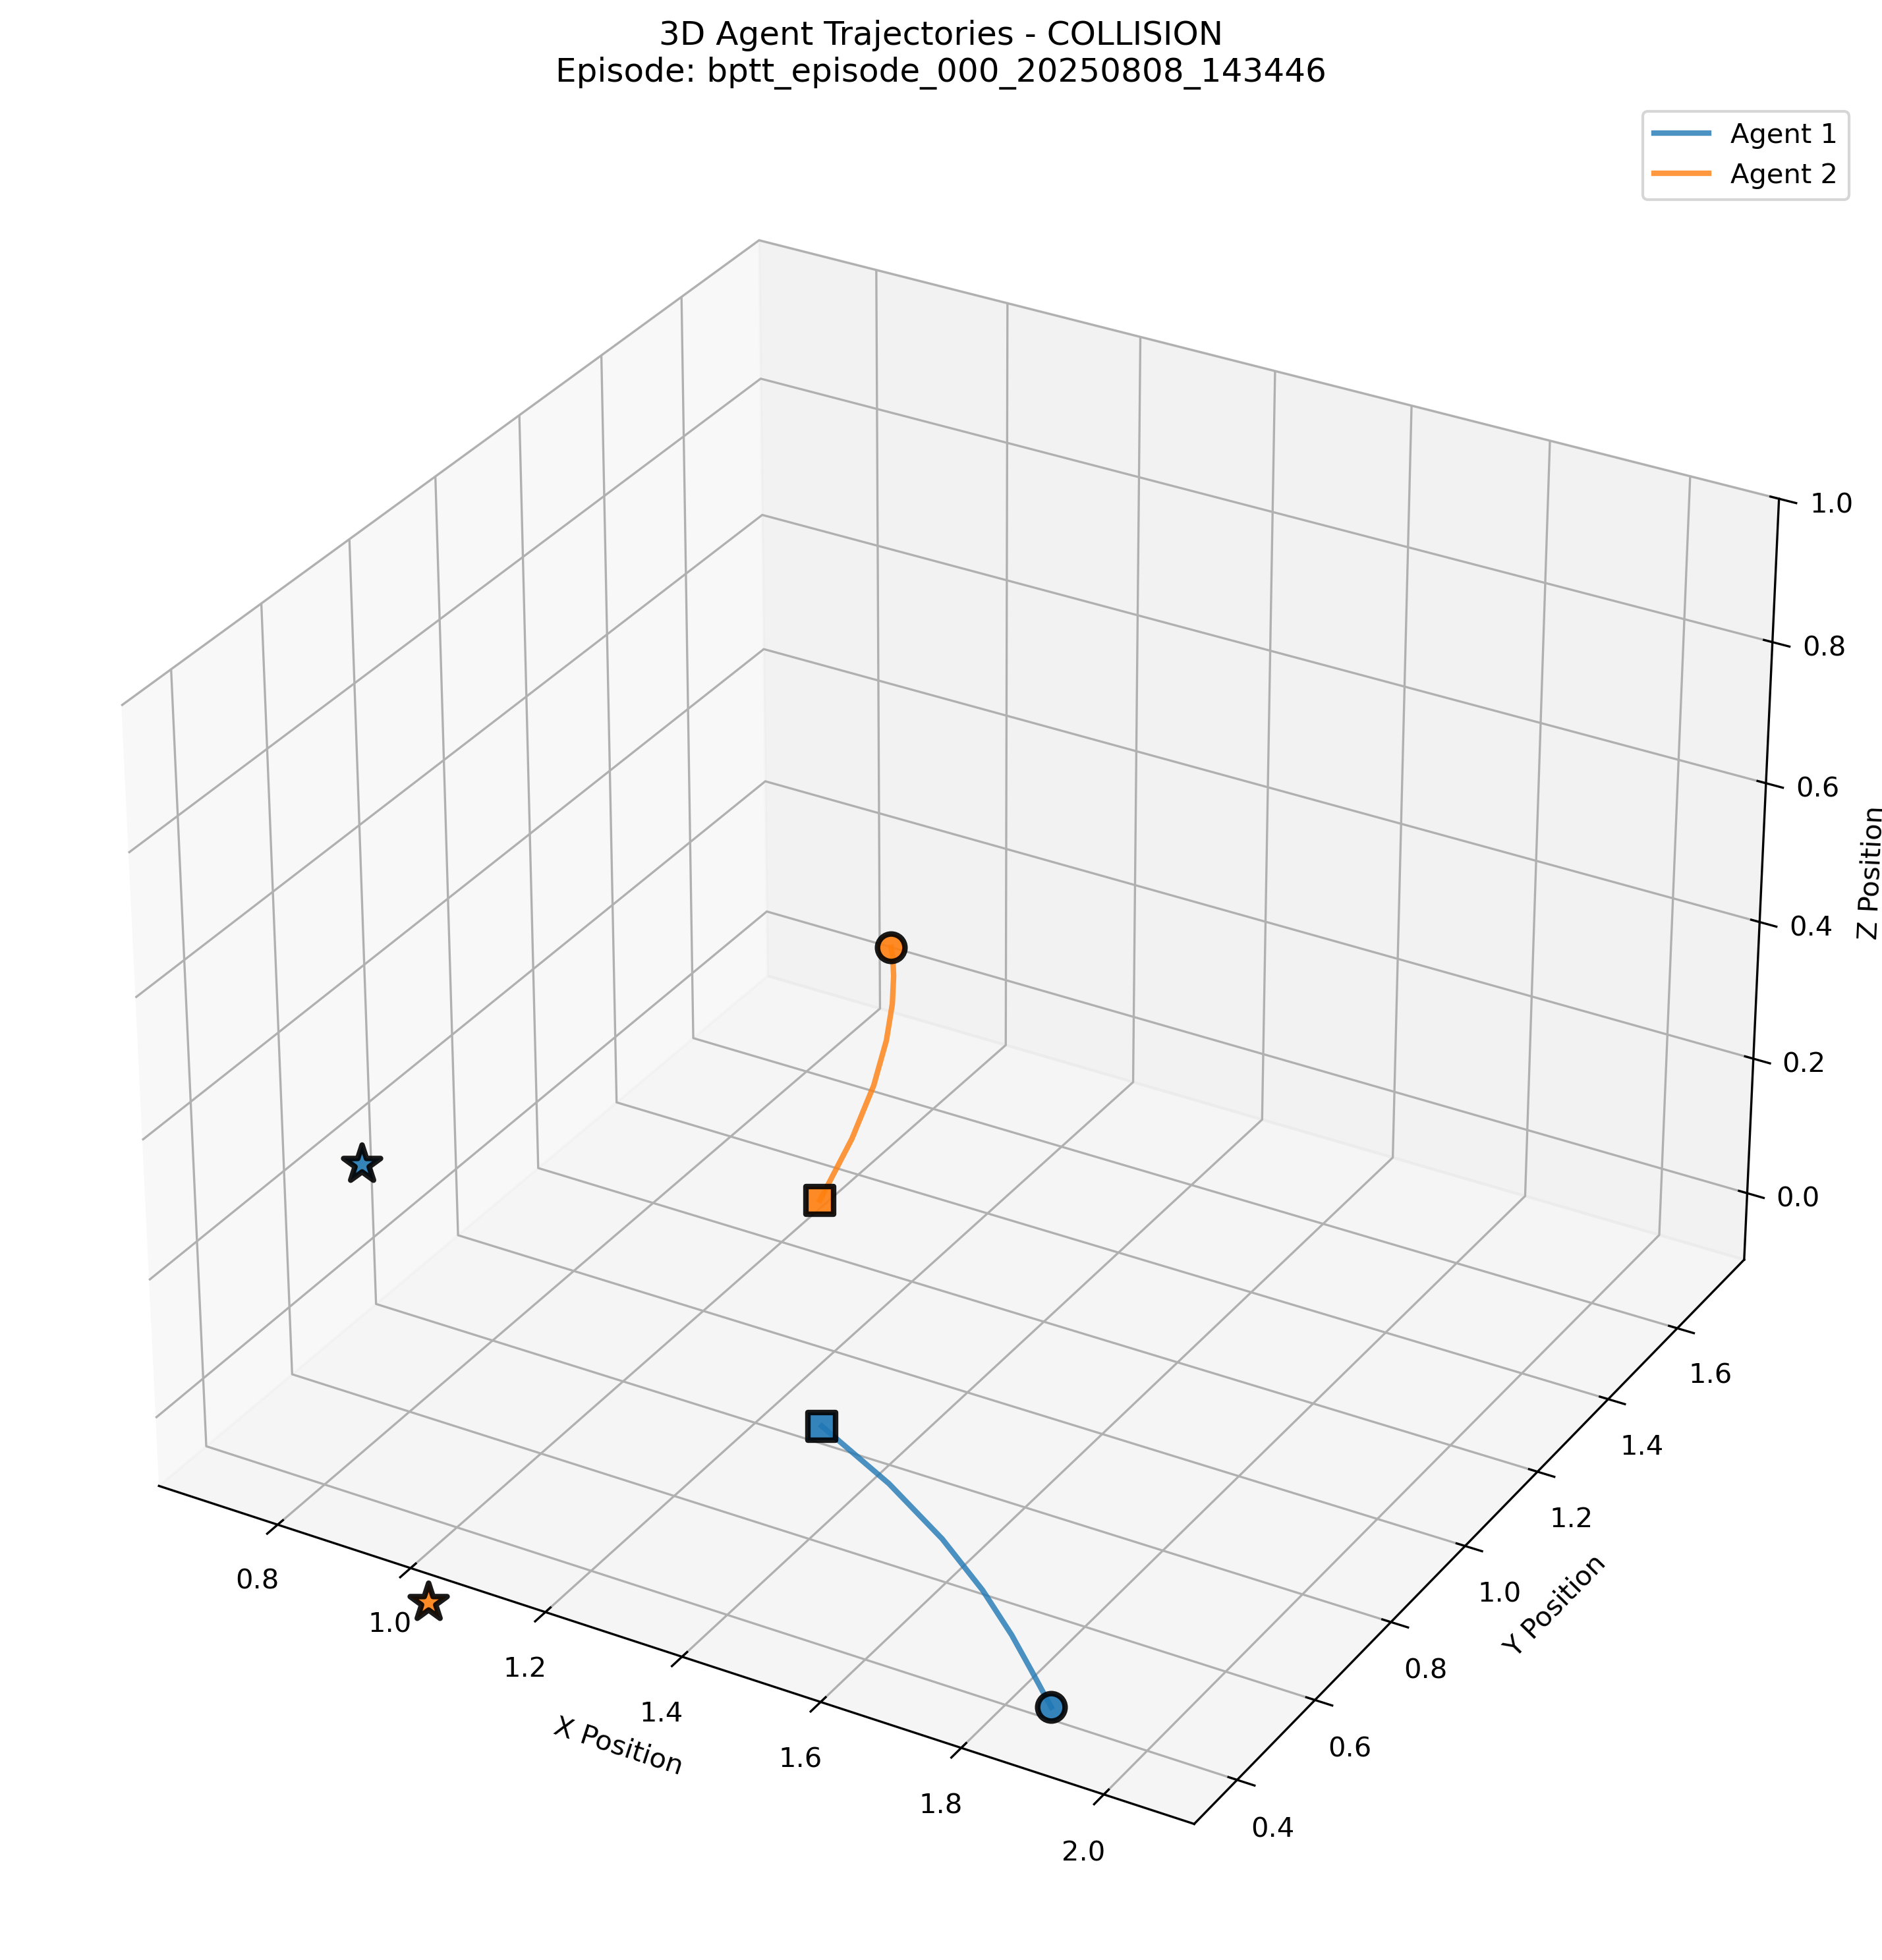 3D Agent Trajectories - COLLISION
Episode: bptt_episode_000_20250808_143446
Agent 1
Agent 2
1.0
0.8
0.6
0.4
0.2
0.0
Z Position
1.6
1.4
1.2
1.0
0.8
0.6
0.4
Y Position
0.8
1.0
1.2
1.4
1.6
1.8
2.0
X Position